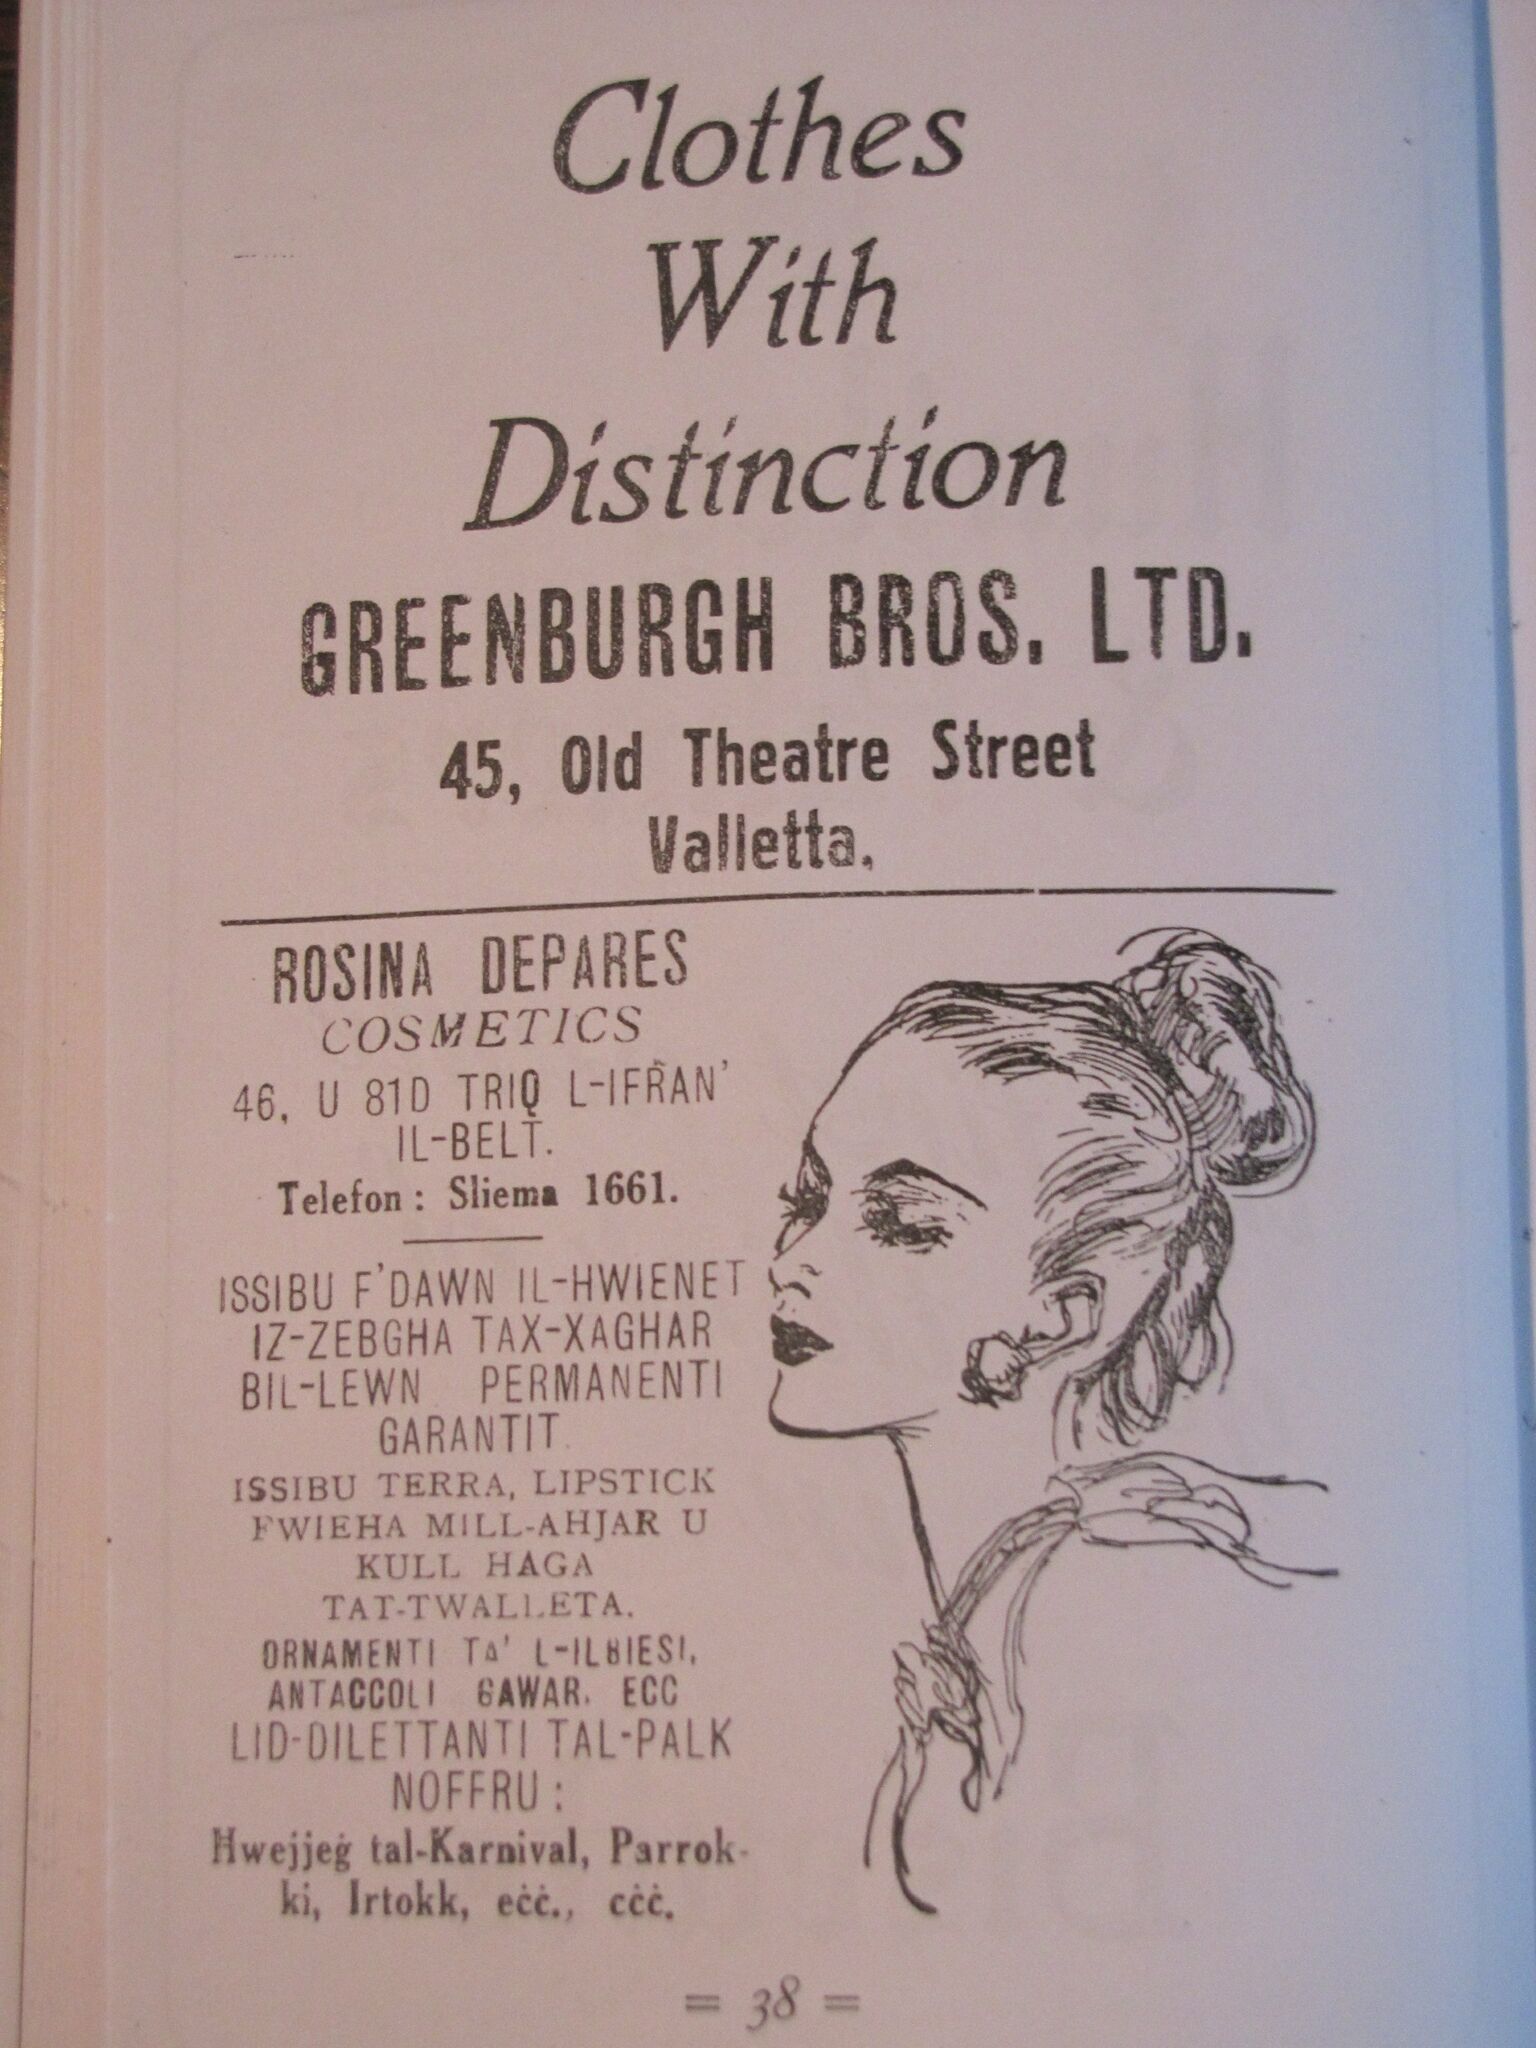 Clothes
With
Distinction
GREENBURGH BROS. LTD.
45, Old Theatre Street
Valletta.
ROSINA DEPARES
COSMETICS
46, U 81D TRIQ L-IFRAN'
IL-BELT.
Telefon: Sliema 1661.
ISSIBU F'DAWN IL-HWIENET
IZ-ZEBGHA TAX-XAGHAR
BIL-LEWN PERMANENTI
GARANTIT.
ISSIBU TERRA, LIPSTICK
FWIEHA MILL-AHJAR U
KULL HAGA
TAT-TWALLETA.
ORNAMENTI TA' L-ILBIESI,
ANTACCOLI GAWAR. ECC
LID-DILETTANTI TAL-PALK
NOFFRU:
Hwejjeġ tal-Karnival, Parrok-
ki, Irtokk, eċċ., eċċ.
= 38 =